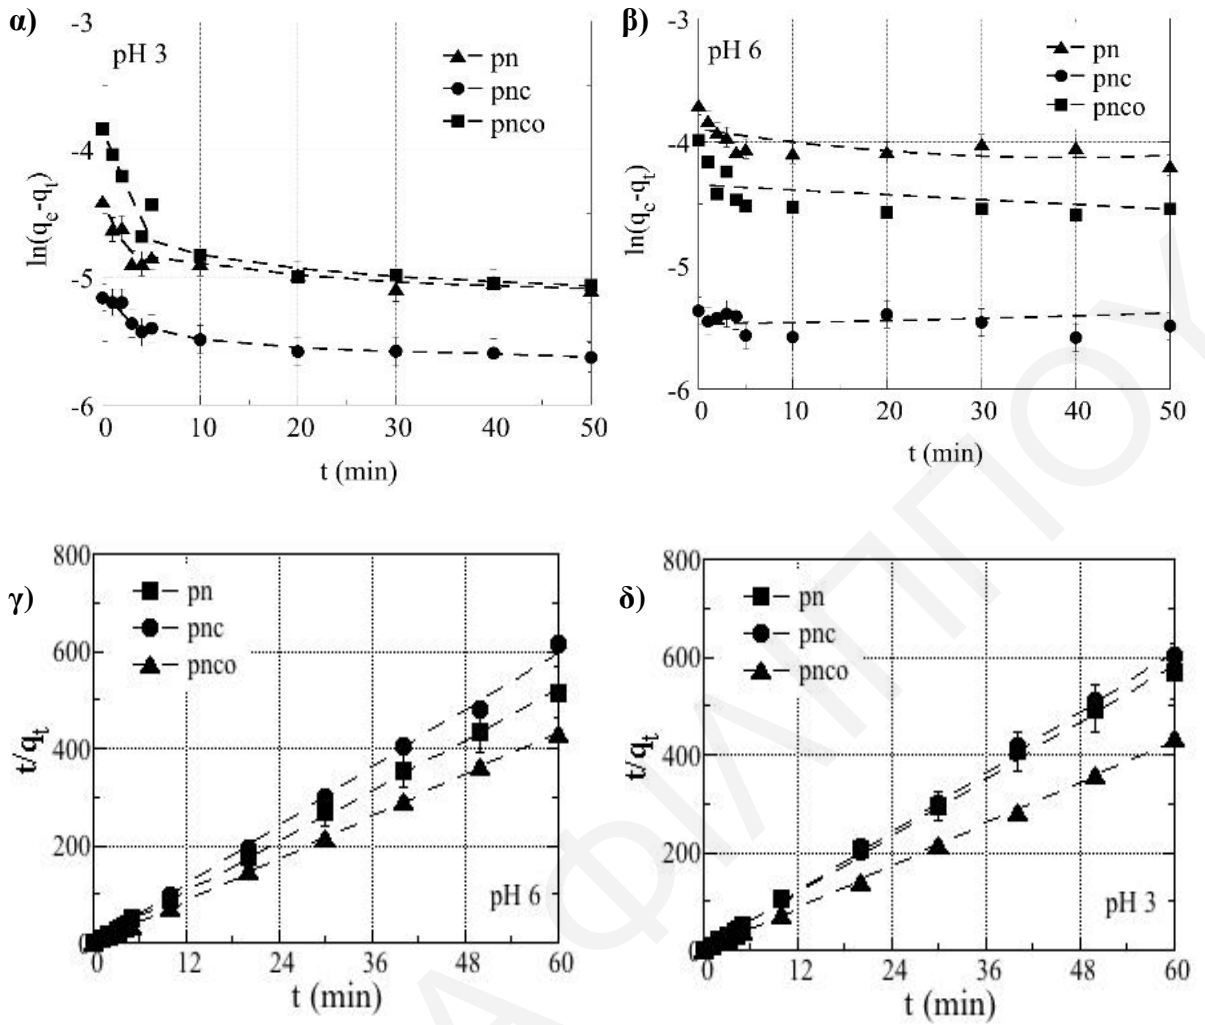 α)
pH 3
pn
pnc
pnco
-3
-4
-5
-6
ln(qe-qt)
0 10 20 30 40 50
t (min)
β)
pH 6
pn
pnc
pnco
-3
-4
-5
-6
ln(qe-qt)
0 10 20 30 40 50
t (min)
γ)
pn
pnc
pnco
800
600
400
200
0
t/qt
pH 6
0 12 24 36 48 60
t (min)
δ)
pn
pnc
pnco
800
600
400
200
0
t/qt
pH 3
0 12 24 36 48 60
t (min)
ΦΙΛΙΠΠΟΥ